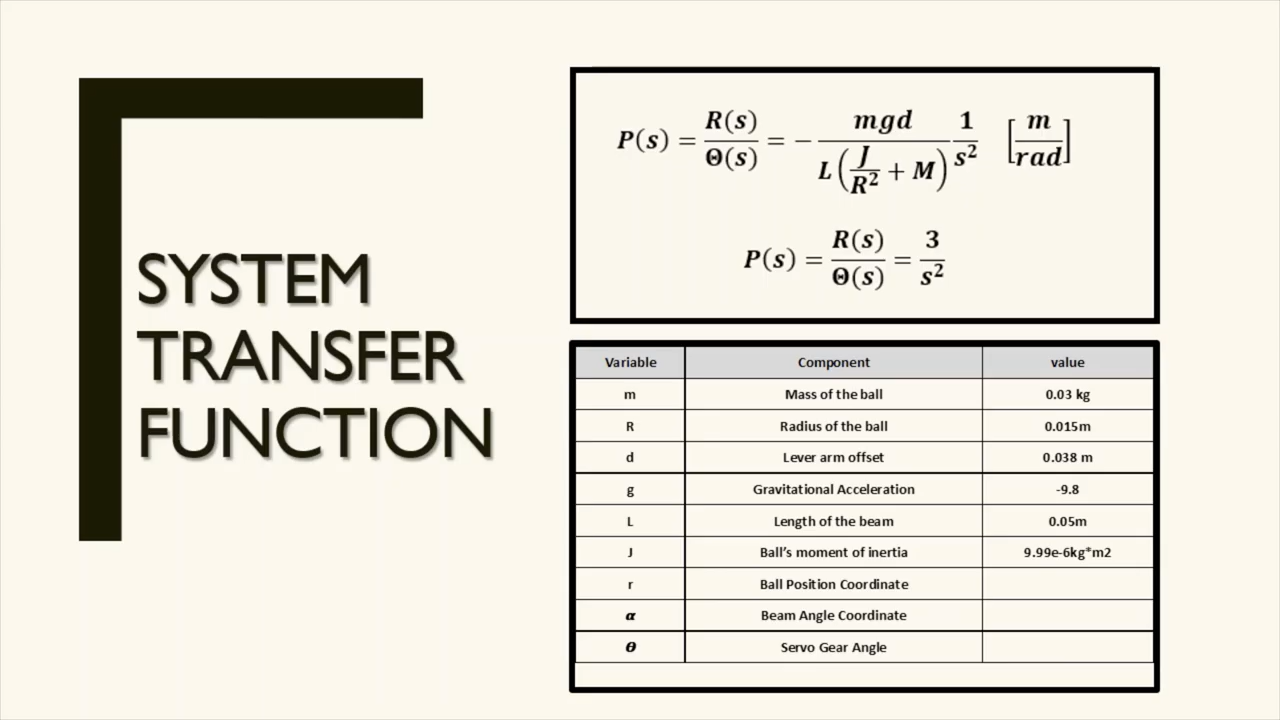 SYSTEM
TRANSFER
FUNCTION
P(s) = R(s)/Θ(s) = − mgd / L(J/R² + M) 1/s² [m/rad]
P(s) = R(s)/Θ(s) = 3/s²
Variable Component value
m Mass of the ball 0.03 kg
R Radius of the ball 0.015m
d Lever arm offset 0.038 m
g Gravitational Acceleration -9.8
L Length of the beam 0.05m
J Ball’s moment of inertia 9.99e-6kg*m2
r Ball Position Coordinate
α Beam Angle Coordinate
θ Servo Gear Angle